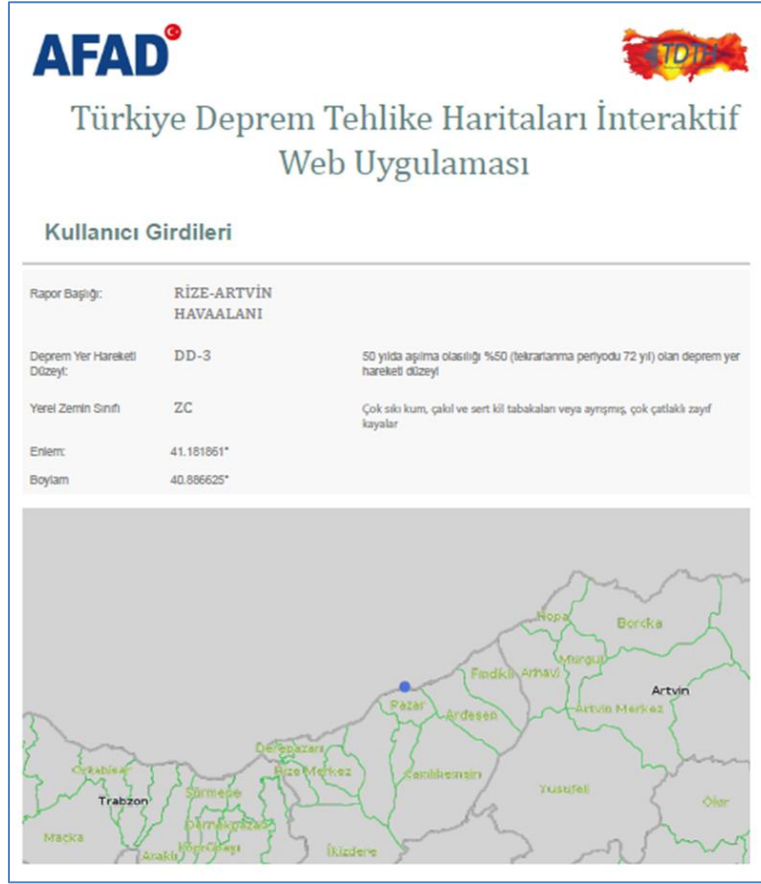 AFAD
TDTH
Türkiye Deprem Tehlike Haritaları İnteraktif
Web Uygulaması
Kullanıcı Girdileri
Rapor Başlığı: RİZE-ARTVİN
HAVAALANI
Deprem Yer Hareketi
Düzeyi: DD-3 50 yılda aşılma olasılığı %50 (tekrarlanma periyodu 72 yıl) olan deprem yer
hareketi düzeyi
Yerel Zemin Sınıfı ZC Çok sıkı kum, çakıl ve sert kil tabakaları veya ayrışmış, çok çatlaklı zayıf
kayalar
Enlem: 41.181861°
Boylam 40.886625°
Hopa Borçka
Murgul
Fındıklı Arhavi
Artvin
Pazar Ardeşen Artvin Merkez
Derepazarı
Ortahisar Rize Merkez Çamlıhemşin
Trabzon Sürmene Yusufeli Olur
Dernekpazarı
Maçka Köprübaşı
Araklı İkizdere